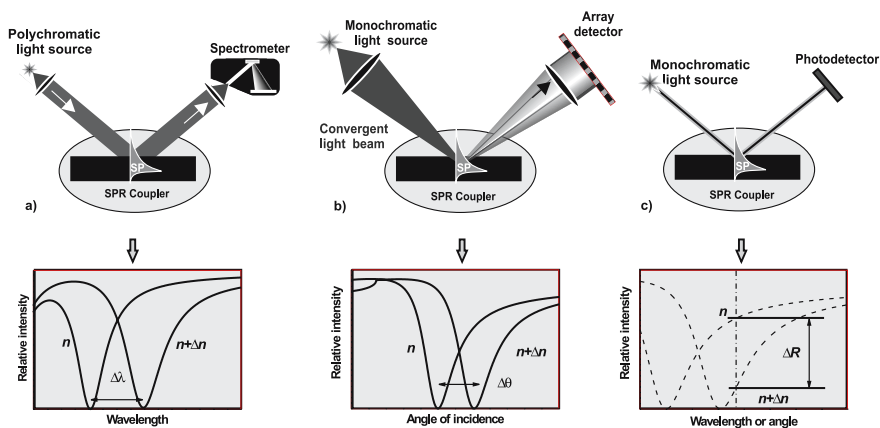 a)
Polychromatic
light source
Spectrometer
SP
SPR Coupler
Relative intensity
n
n+Δn
Δλ
Wavelength
b)
Monochromatic
light source
Array
detector
Convergent
light beam
SP
SPR Coupler
Relative intensity
n
n+Δn
Δθ
Angle of incidence
c)
Monochromatic
light source
Photodetector
SP
SPR Coupler
Relative intensity
n
ΔR
n+Δn
Wavelength or angle